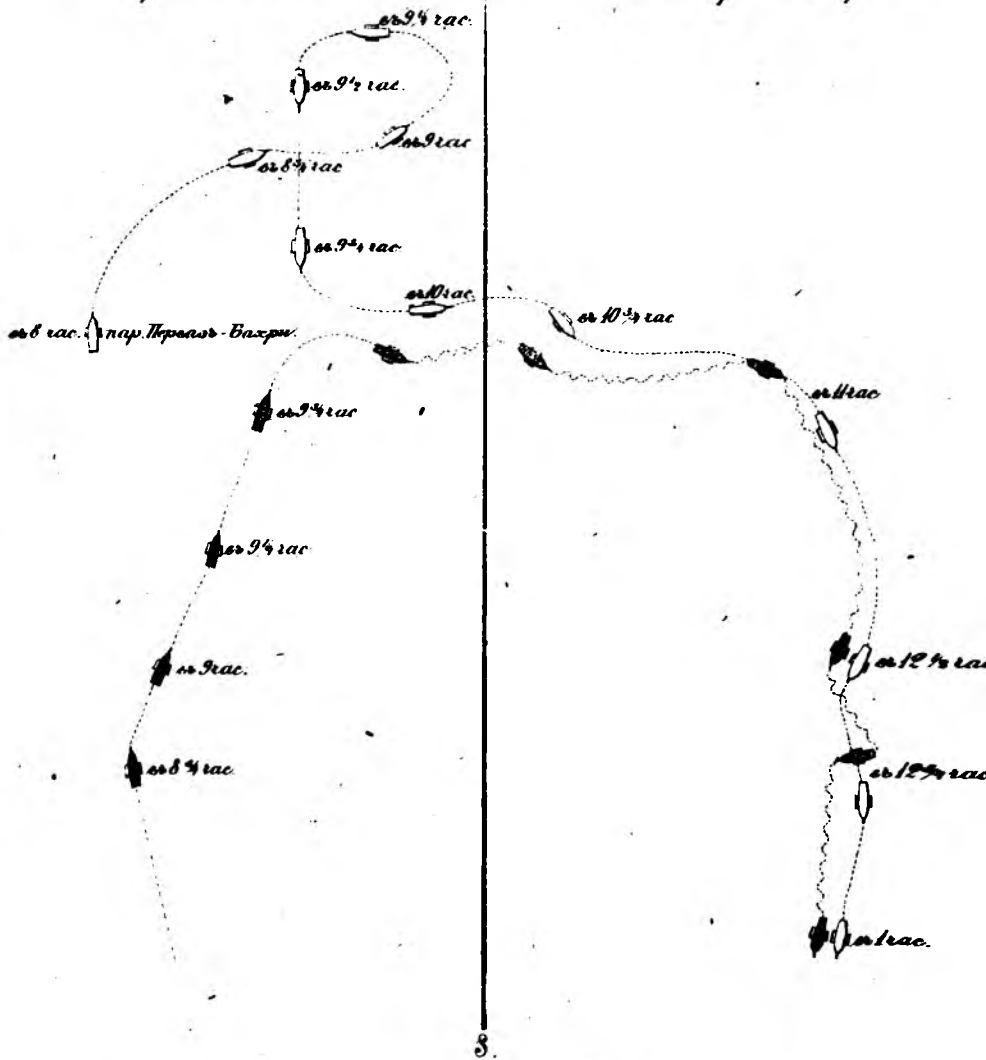 въ 9¼ час.
въ 9½ час.
въ 9 час
въ 8¾ час
въ 9¾ час.
въ 10 час.
въ 10¾ час
въ 8 час. пар. Перваз-Бахри.
въ 11 час
въ 9¾ час
въ 9¼ час
въ 9 час.
въ 12½ час
въ 8¾ час.
въ 12¾ час
въ 1 час.
S.